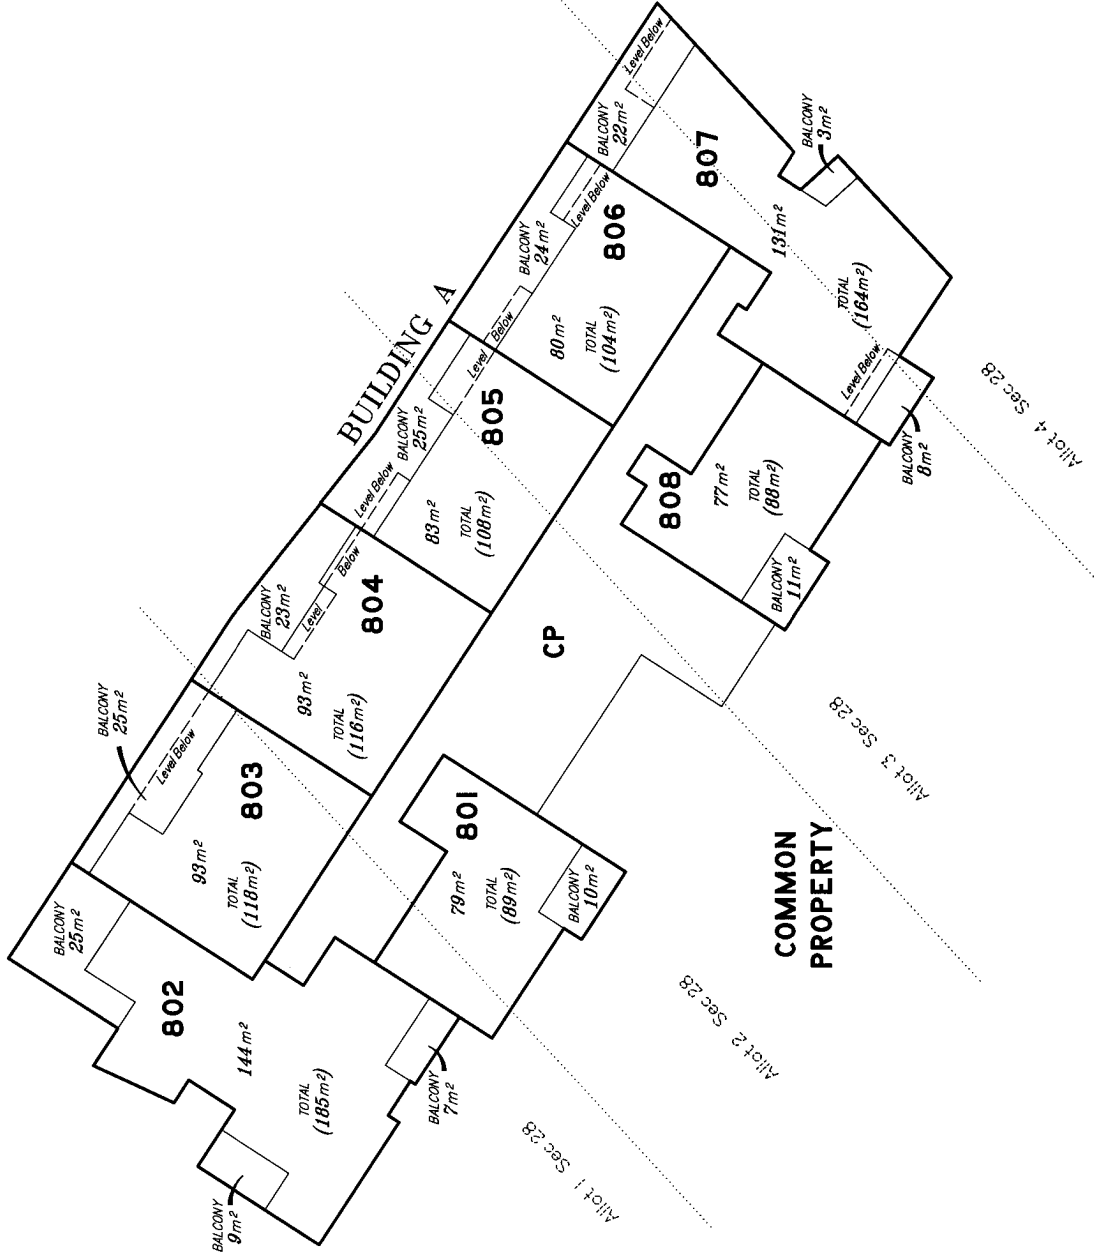 BUILDING A
Level Below
BALCONY
22m²
807
BALCONY
3m²
131m²
TOTAL
(164m²)
Level Below
BALCONY
8m²
Level Below
BALCONY
24m²
806
80m²
TOTAL
(104m²)
Level Below
BALCONY
25m²
805
Level Below
83m²
TOTAL
(108m²)
808
77m²
TOTAL
(88m²)
BALCONY
11m²
BALCONY
23m²
Level Below
804
93m²
TOTAL
(116m²)
CP
BALCONY
25m²
Level Below
803
93m²
TOTAL
(118m²)
801
79m²
TOTAL
(89m²)
BALCONY
10m²
BALCONY
25m²
802
144m²
TOTAL
(185m²)
BALCONY
7m²
BALCONY
9m²
COMMON
PROPERTY
Allot 4 Sec 28
Allot 3 Sec 28
Allot 2 Sec 28
Allot 1 Sec 28